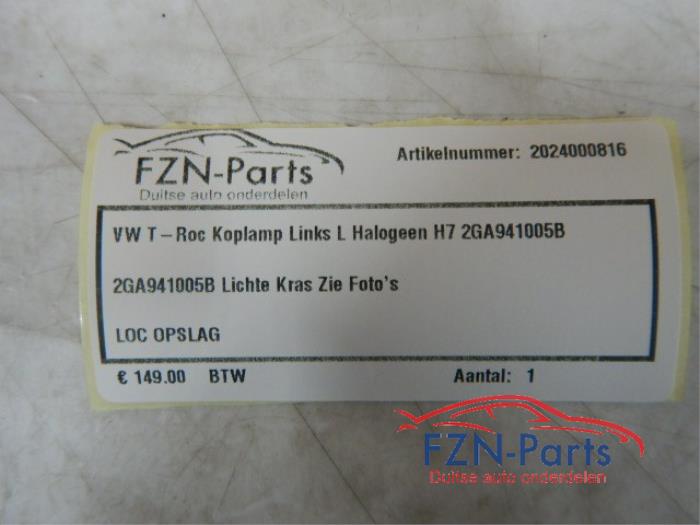 FZN-Parts
Duitse auto onderdelen
Artikelnummer: 2024000816
VW T-Roc Koplamp Links L Halogeen H7 2GA941005B
2GA941005B Lichte Kras Zie Foto's
LOC OPSLAG
€ 149.00 BTW Aantal: 1
FZN-Parts
Duitse auto onderdelen